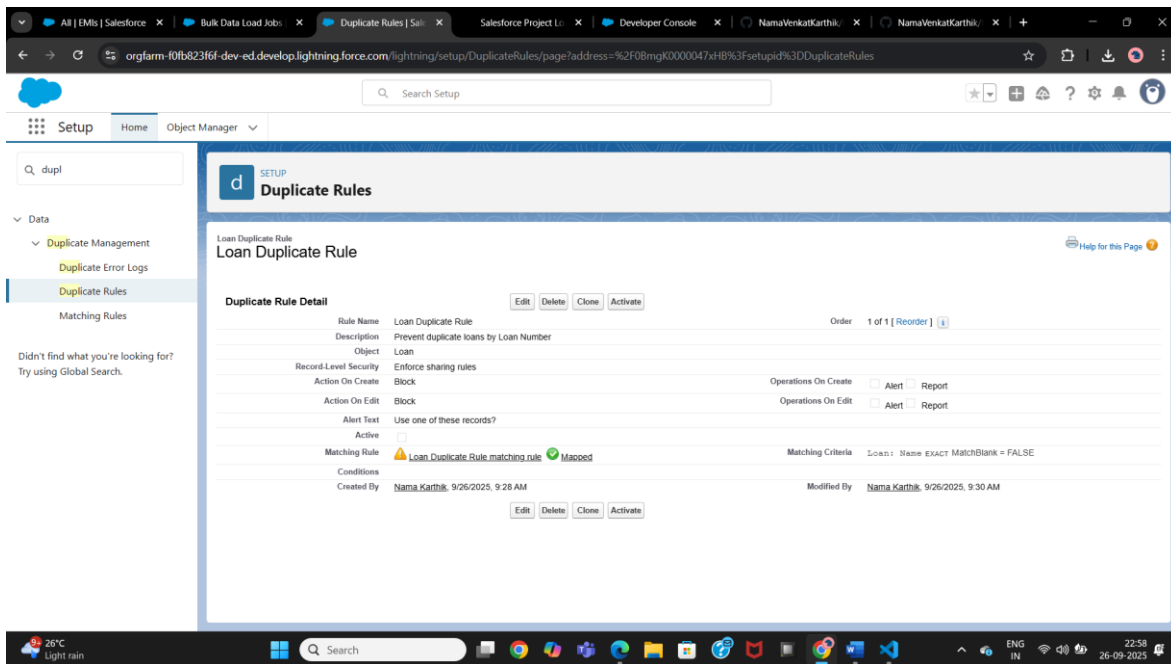 All | EMIs | Salesforce
Bulk Data Load Jobs
Duplicate Rules | Sale
Salesforce Project Lo
Developer Console
NamaVenkatKarthik/
NamaVenkatKarthik/
orgfarm-f0fb823f6f-dev-ed.develop.lightning.force.com/lightning/setup/DuplicateRules/page?address=%2F0BmgK0000047xHB%3Fsetupid%3DDuplicateRules
Search Setup
Setup Home Object Manager
dupl
SETUP
Duplicate Rules
Data
Duplicate Management
Duplicate Error Logs
Duplicate Rules
Matching Rules
Didn't find what you're looking for?
Try using Global Search.
Loan Duplicate Rule
Loan Duplicate Rule
Help for this Page
Duplicate Rule Detail Edit Delete Clone Activate
Rule Name Loan Duplicate Rule Order 1 of 1 [ Reorder ] i
Description Prevent duplicate loans by Loan Number
Object Loan
Record-Level Security Enforce sharing rules
Action On Create Block Operations On Create Alert Report
Action On Edit Block Operations On Edit Alert Report
Alert Text Use one of these records?
Active
Matching Rule Loan Duplicate Rule matching rule Mapped Matching Criteria Loan: Name EXACT MatchBlank = FALSE
Conditions
Created By Nama Karthik, 9/26/2025, 9:28 AM Modified By Nama Karthik, 9/26/2025, 9:30 AM
Edit Delete Clone Activate
26°C
Light rain
Search
ENG
IN
22:58
26-09-2025